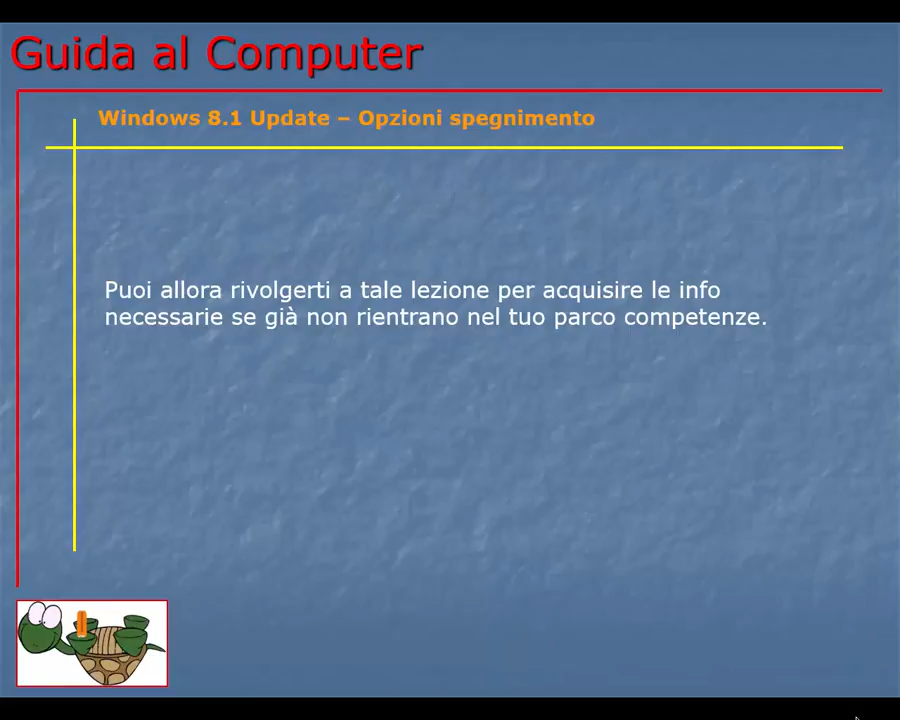 Guida al Computer
Windows 8.1 Update – Opzioni spegnimento
Puoi allora rivolgerti a tale lezione per acquisire le info
necessarie se già non rientrano nel tuo parco competenze.